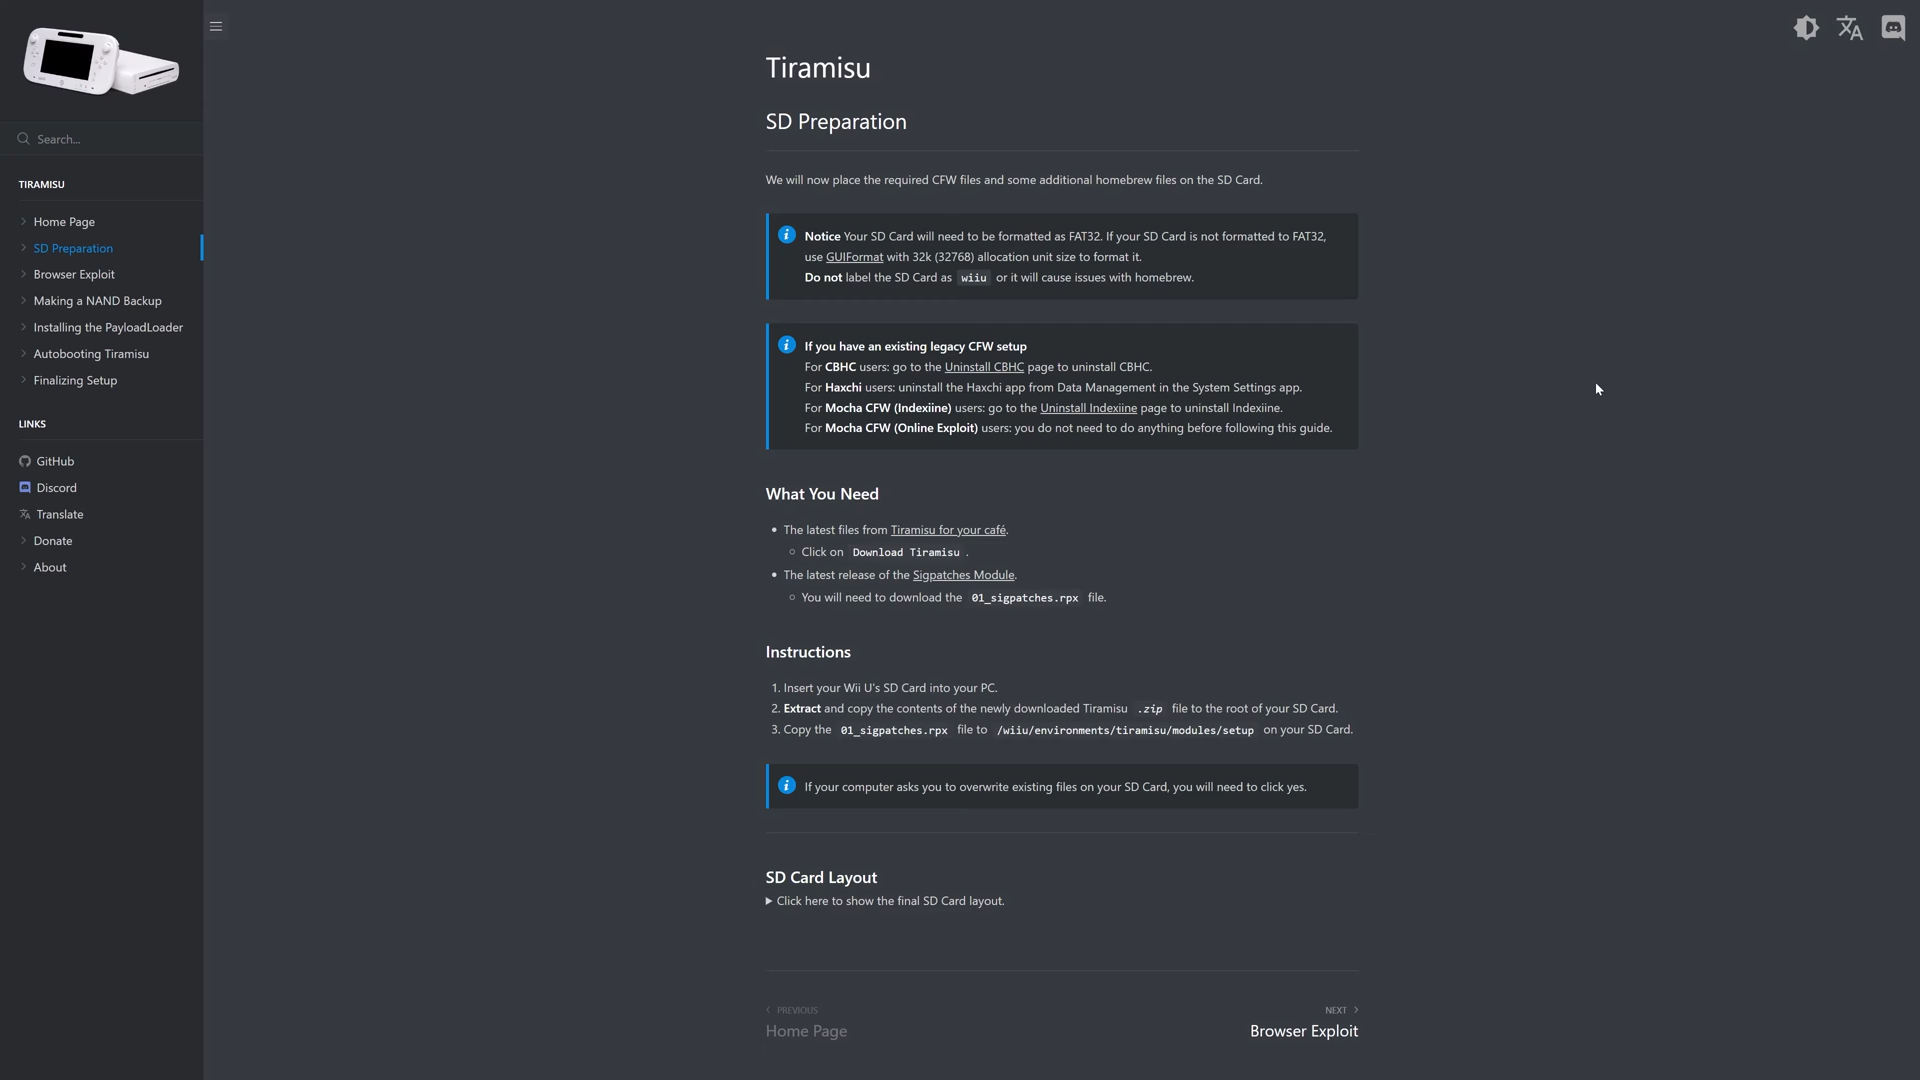 Search...
TIRAMISU
Home Page
SD Preparation
Browser Exploit
Making a NAND Backup
Installing the PayloadLoader
Autobooting Tiramisu
Finalizing Setup
LINKS
GitHub
Discord
Translate
Donate
About
Tiramisu
SD Preparation
We will now place the required CFW files and some additional homebrew files on the SD Card.
Notice Your SD Card will need to be formatted as FAT32. If your SD Card is not formatted to FAT32,
use GUIFormat with 32k (32768) allocation unit size to format it.
Do not label the SD Card as wiiu or it will cause issues with homebrew.
If you have an existing legacy CFW setup
For CBHC users: go to the Uninstall CBHC page to uninstall CBHC.
For Haxchi users: uninstall the Haxchi app from Data Management in the System Settings app.
For Mocha CFW (Indexiine) users: go to the Uninstall Indexiine page to uninstall Indexiine.
For Mocha CFW (Online Exploit) users: you do not need to do anything before following this guide.
What You Need
The latest files from Tiramisu for your café.
Click on Download Tiramisu .
The latest release of the Sigpatches Module.
You will need to download the 01_sigpatches.rpx file.
Instructions
1. Insert your Wii U's SD Card into your PC.
2. Extract and copy the contents of the newly downloaded Tiramisu .zip file to the root of your SD Card.
3. Copy the 01_sigpatches.rpx file to /wiiu/environments/tiramisu/modules/setup on your SD Card.
If your computer asks you to overwrite existing files on your SD Card, you will need to click yes.
SD Card Layout
Click here to show the final SD Card layout.
PREVIOUS
Home Page
NEXT
Browser Exploit